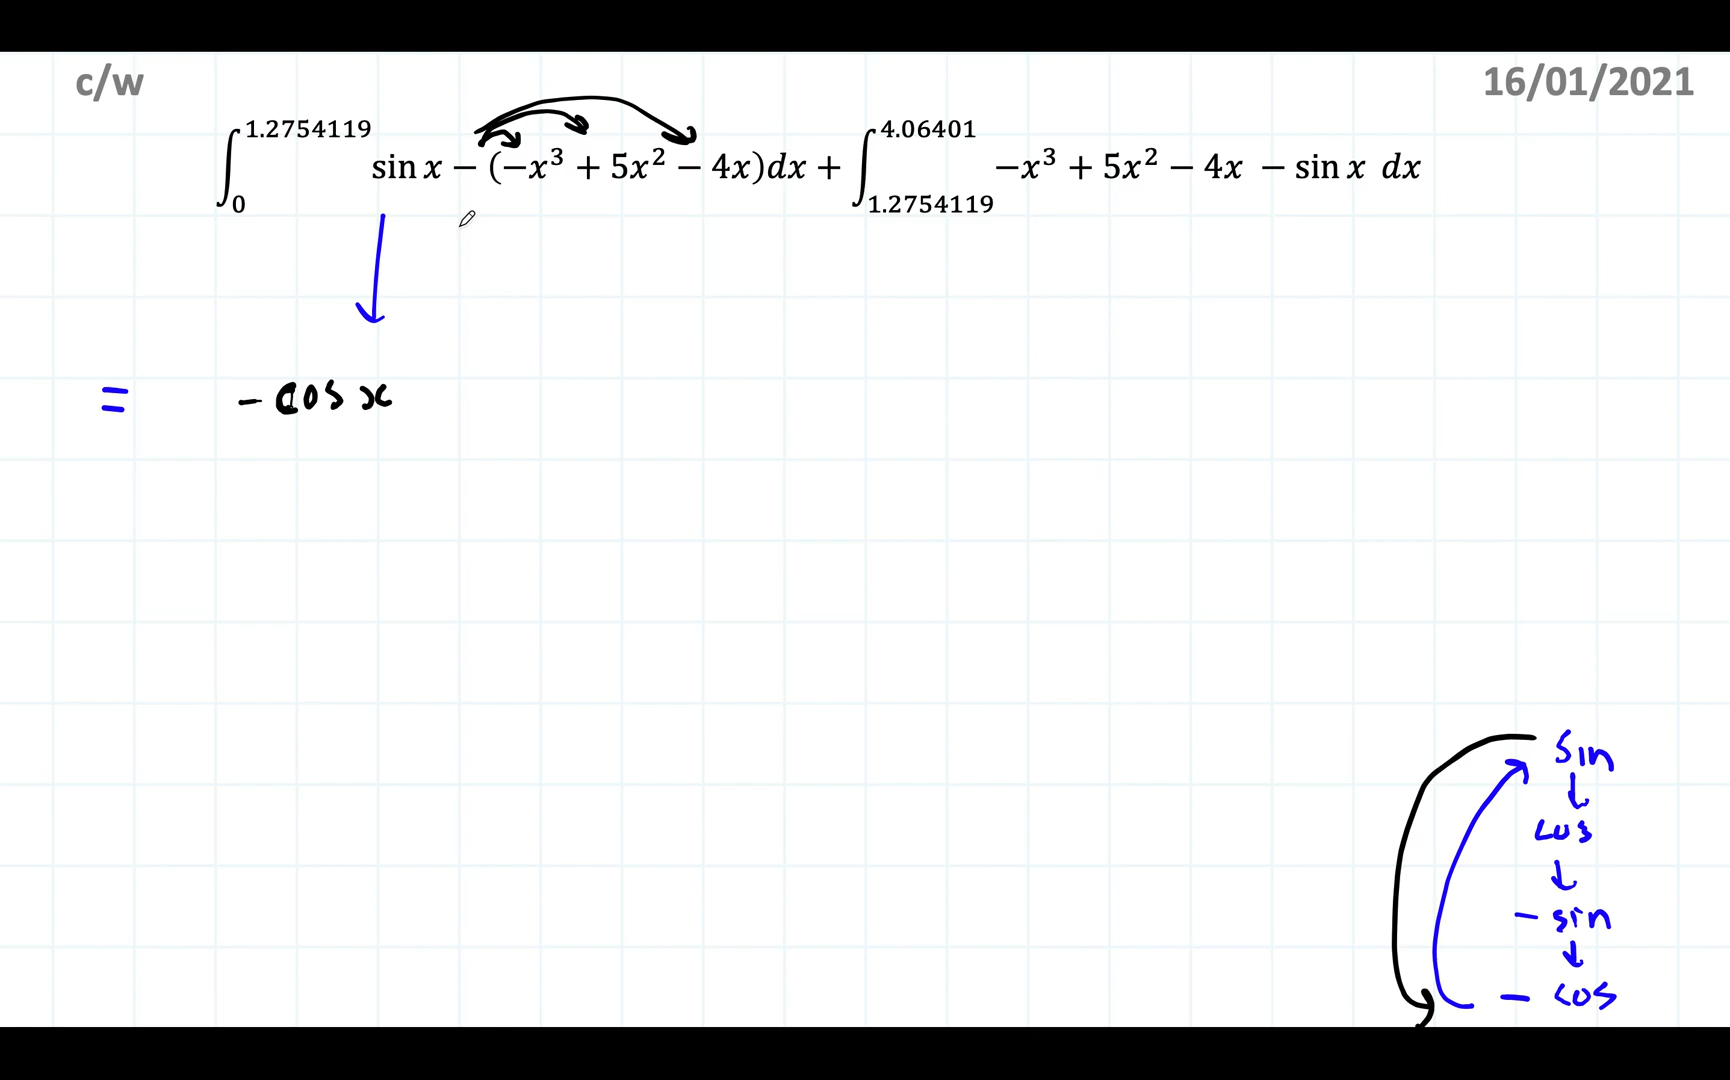 c/w 16/01/2021
∫₀^1.2754119 sin x − (−x³ + 5x² − 4x)dx + ∫_1.2754119^4.06401 −x³ + 5x² − 4x − sin x dx
= - cos x
Sin
↓
cos
↓
- sin
↓
- cos